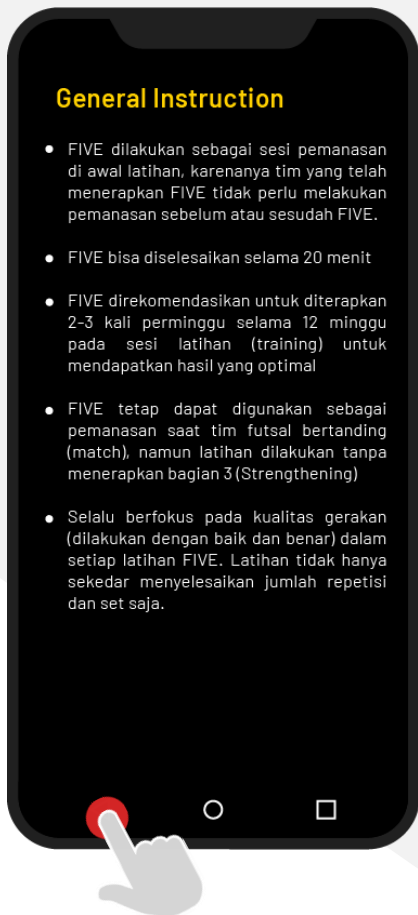 General Instruction
FIVE dilakukan sebagai sesi pemanasan
di awal latihan, karenanya tim yang telah
menerapkan FIVE tidak perlu melakukan
pemanasan sebelum atau sesudah FIVE.
FIVE bisa diselesaikan selama 20 menit
FIVE direkomendasikan untuk diterapkan
2-3 kali perminggu selama 12 minggu
pada sesi latihan (training) untuk
mendapatkan hasil yang optimal
FIVE tetap dapat digunakan sebagai
pemanasan saat tim futsal bertanding
(match), namun latihan dilakukan tanpa
menerapkan bagian 3 (Strengthening)
Selalu berfokus pada kualitas gerakan
(dilakukan dengan baik dan benar) dalam
setiap latihan FIVE. Latihan tidak hanya
sekedar menyelesaikan jumlah repetisi
dan set saja.